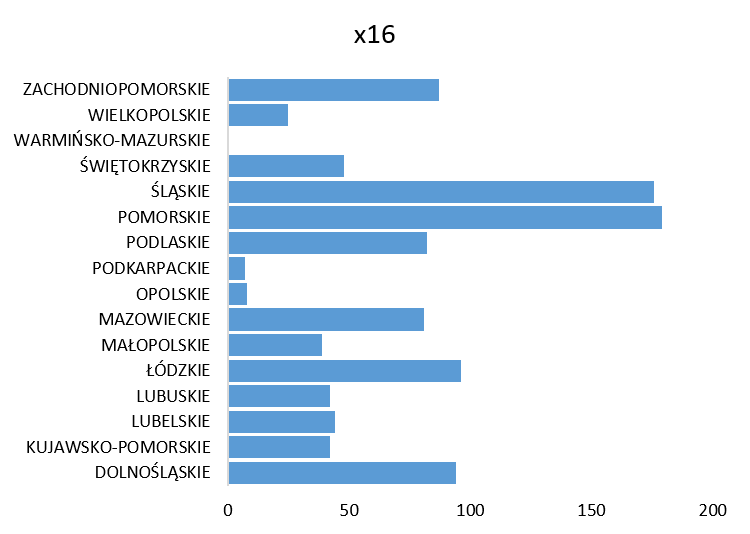 x16
ZACHODNIOPOMORSKIE
WIELKOPOLSKIE
WARMIŃSKO-MAZURSKIE
ŚWIĘTOKRZYSKIE
ŚLĄSKIE
POMORSKIE
PODLASKIE
PODKARPACKIE
OPOLSKIE
MAZOWIECKIE
MAŁOPOLSKIE
ŁÓDZKIE
LUBUSKIE
LUBELSKIE
KUJAWSKO-POMORSKIE
DOLNOŚLĄSKIE
0 50 100 150 200